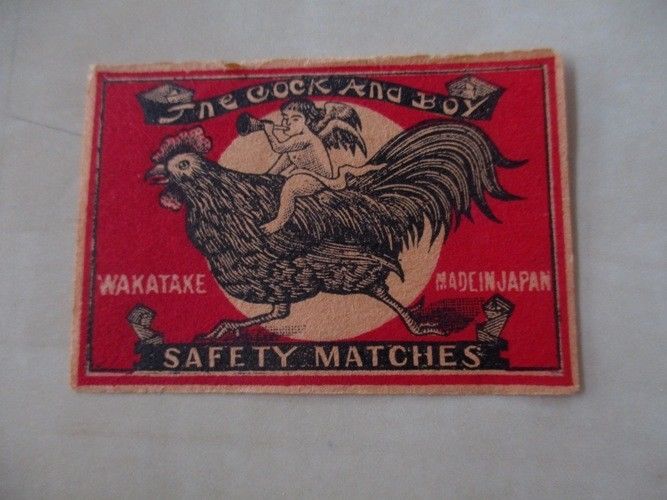 The Cock And Boy
WAKATAKE
MADE IN JAPAN
SAFETY MATCHES